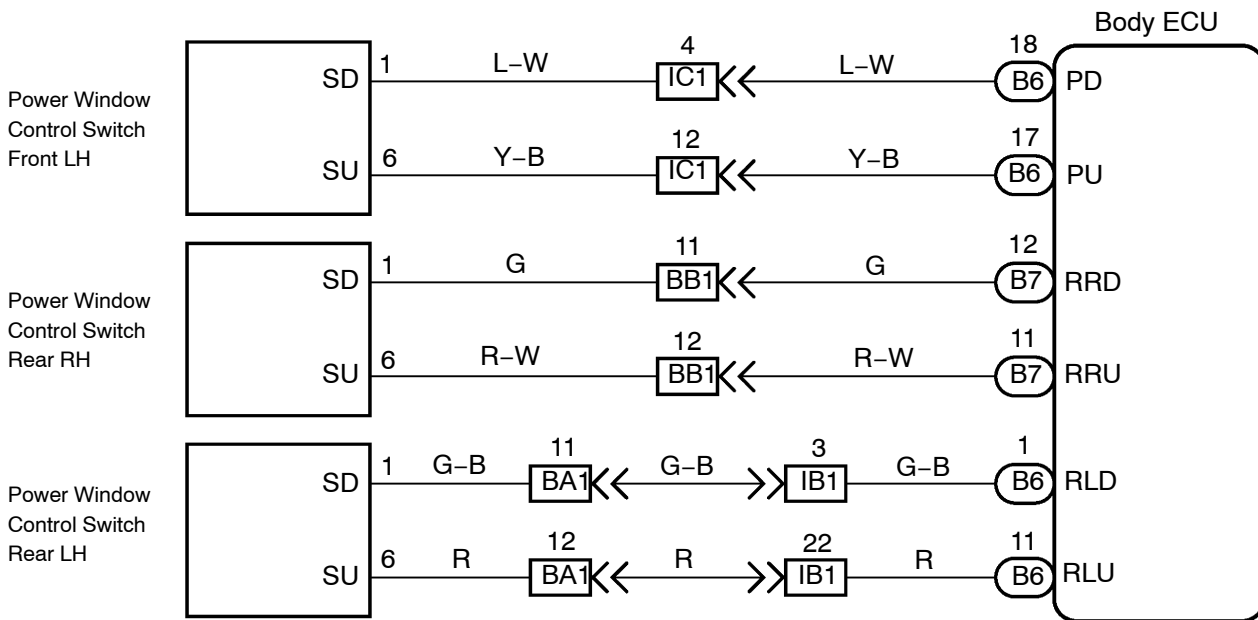 Body ECU
Power Window
Control Switch
Front LH
SD 1 L–W 4 IC1 L–W 18 B6 PD
SU 6 Y–B 12 IC1 Y–B 17 B6 PU
Power Window
Control Switch
Rear RH
SD 1 G 11 BB1 G 12 B7 RRD
SU 6 R–W 12 BB1 R–W 11 B7 RRU
Power Window
Control Switch
Rear LH
SD 1 G–B 11 BA1 G–B 3 IB1 G–B 1 B6 RLD
SU 6 R 12 BA1 R 22 IB1 R 11 B6 RLU